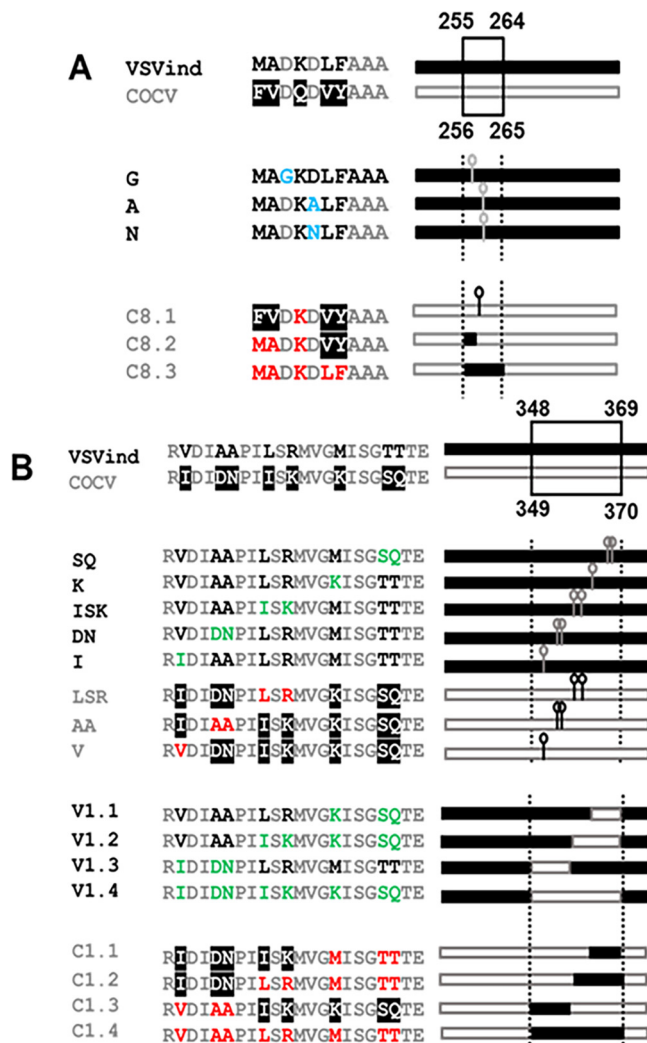 255 264
A
VSVind MADKDLFAAA
COCV FVDQDVYAAA
256 265
G MAGKDLFAAA
A MADKALFAAA
N MADKNLFAAA
C8.1 FVDKDVYAAA
C8.2 MADKDVYAAA
C8.3 MADKDLFAAA
348 369
B
VSVind RVDIAAPILSRMVGMISGTTTE
COCV RIDIDNPIISKMVGKISGSQTE
349 370
SQ RVDIAAPILSRMVGMISGSQTE
K RVDIAAPILSRMVGKISGTTTE
ISK RVDIAAPIISKMVGMISGTTTE
DN RVDIDNPILSRMVGMISGTTTE
I RIDIAAPILSRMVGMISGTTTE
LSR RIDIDNPILSRMVGKISGSQTE
AA RIDIAAPIISKMVGKISGSQTE
V RVDIDNPIISKMVGKISGSQTE
V1.1 RVDIAAPILSRMVGKISGSQTE
V1.2 RVDIAAPIISKMVGKISGSQTE
V1.3 RIDIDNPILSRMVGMISGTTTE
V1.4 RIDIDNPIISKMVGKISGSQTE
C1.1 RIDIDNPIISKMVGMISGTTTE
C1.2 RIDIDNPILSRMVGMISGTTTE
C1.3 RVDIAAPIISKMVGKISGSQTE
C1.4 RVDIAAPILSRMVGMISGTTTE